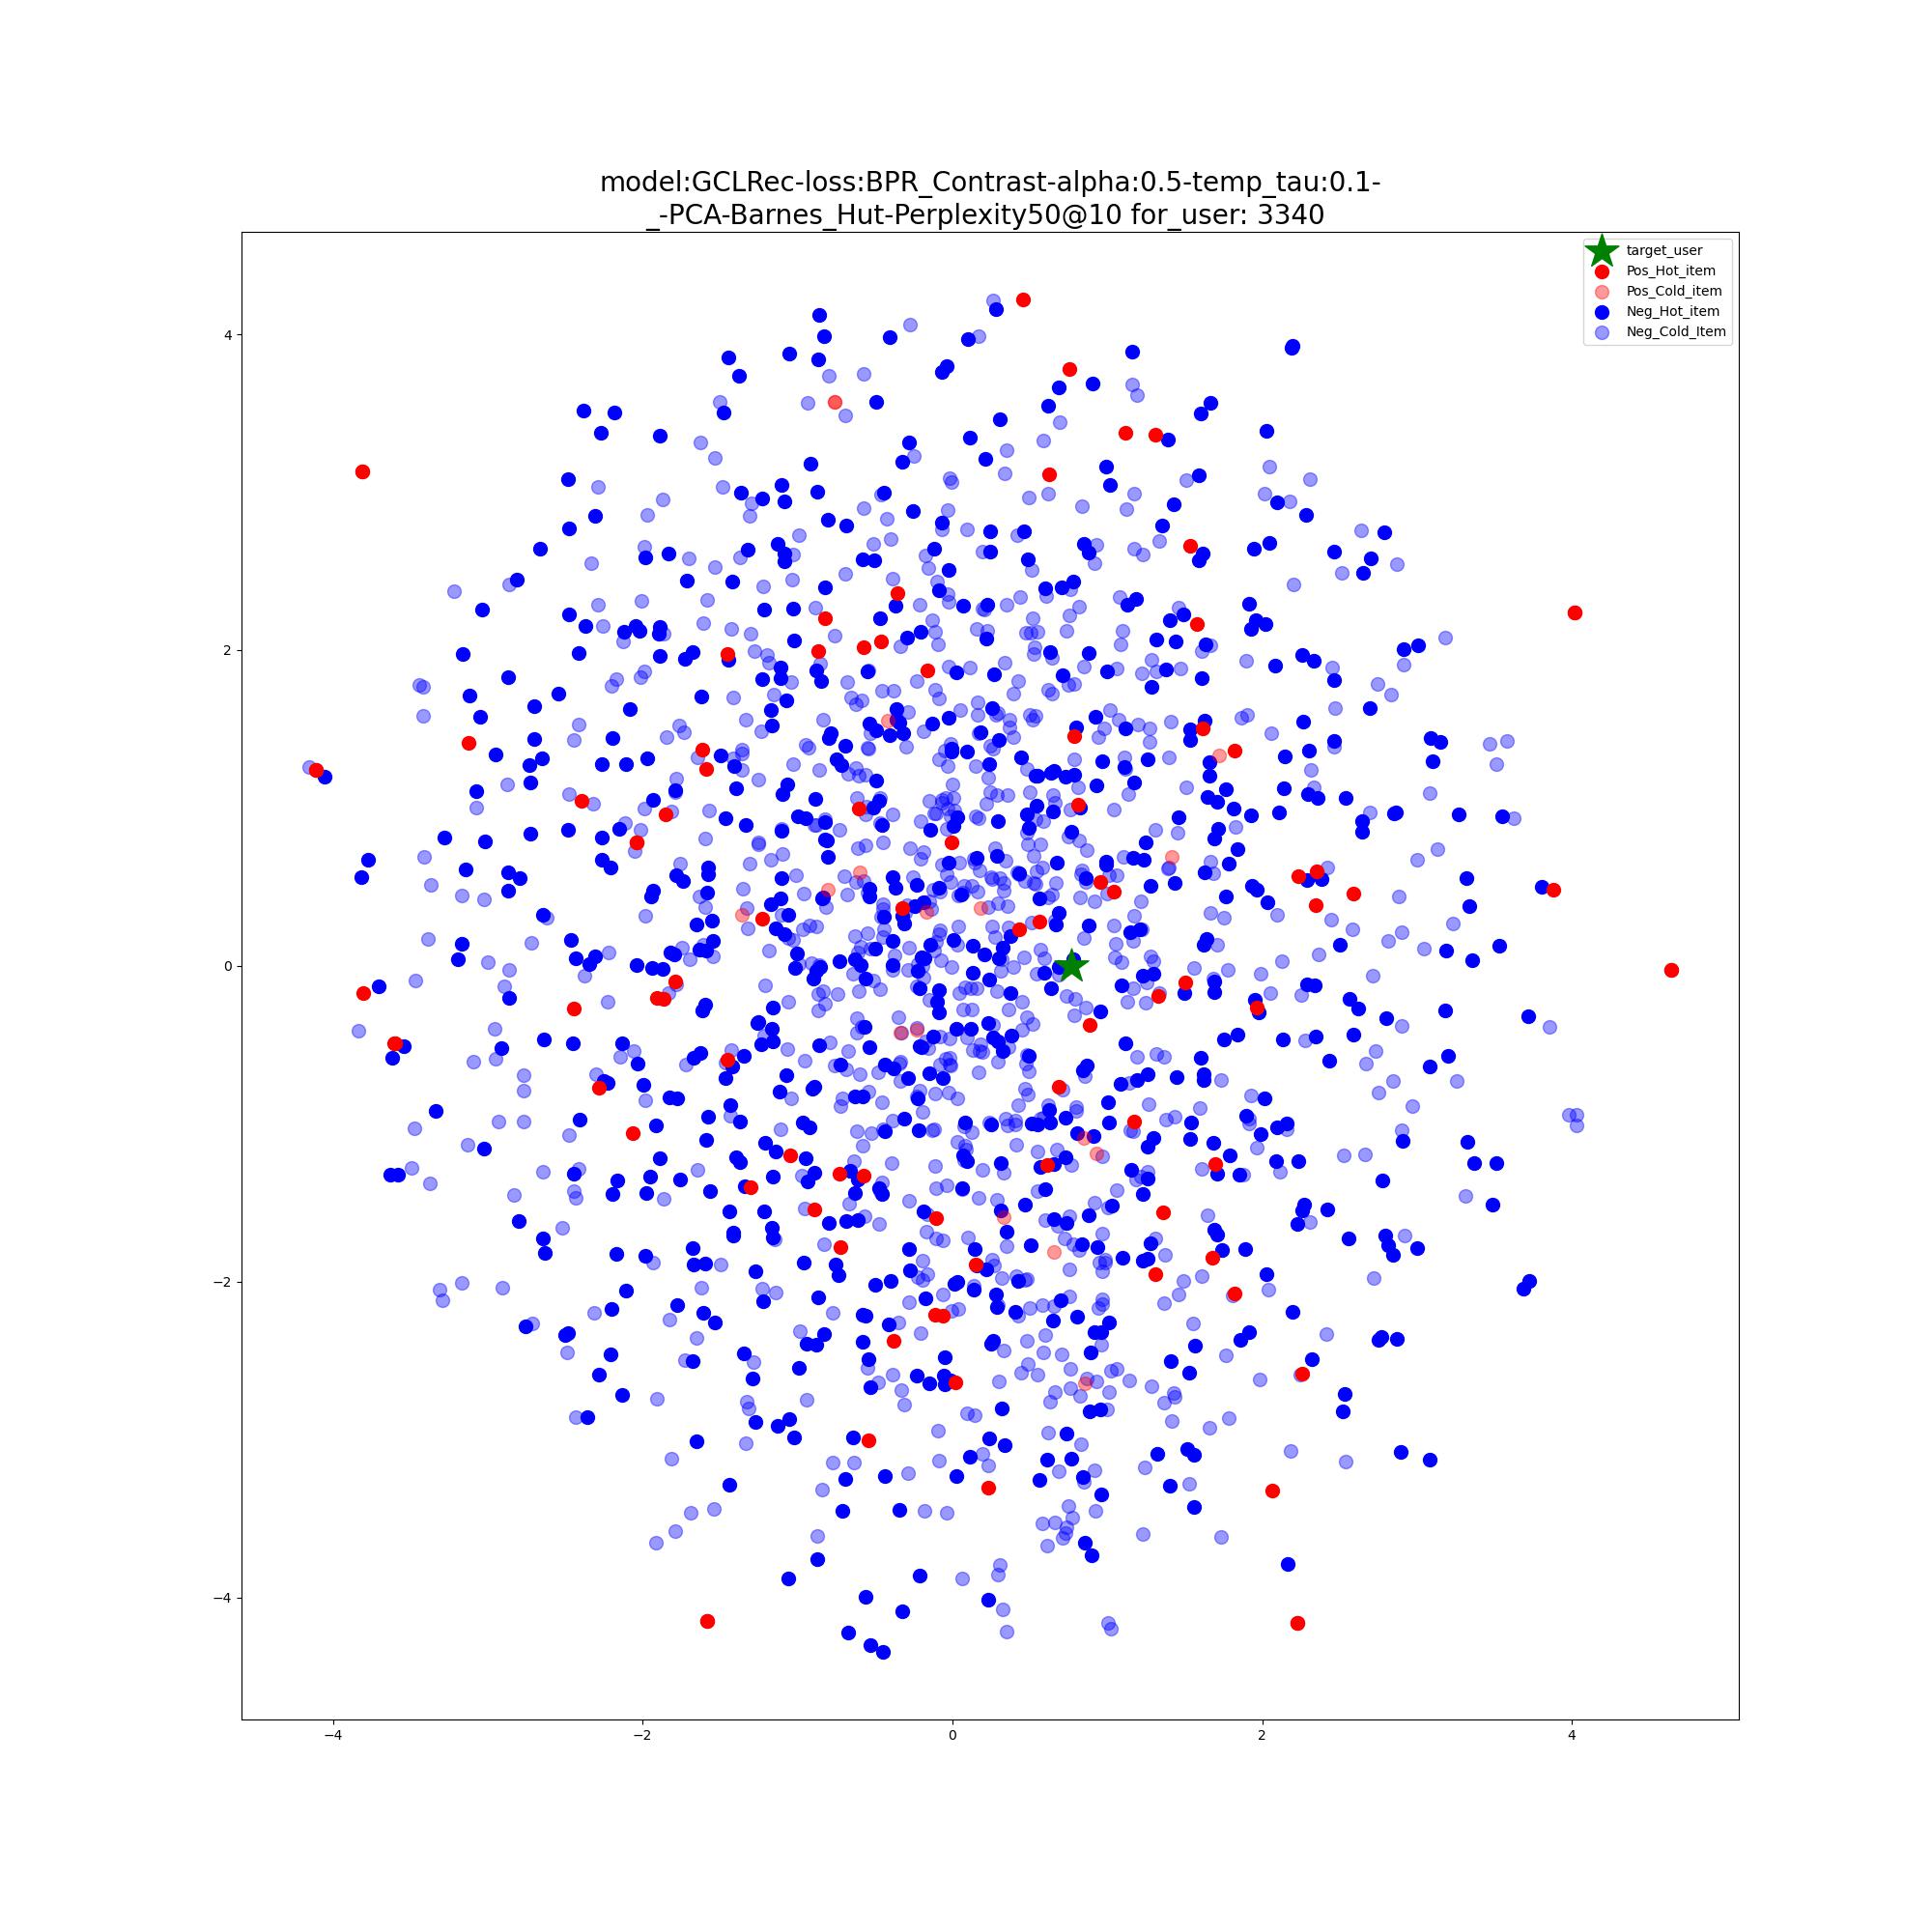 model:GCLRec-loss:BPR_Contrast-alpha:0.5-temp_tau:0.1-
_-PCA-Barnes_Hut-Perplexity50@10 for_user: 3340
target_user
Pos_Hot_item
Pos_Cold_item
Neg_Hot_item
Neg_Cold_Item
4
2
0
−2
−4
−4 −2 0 2 4